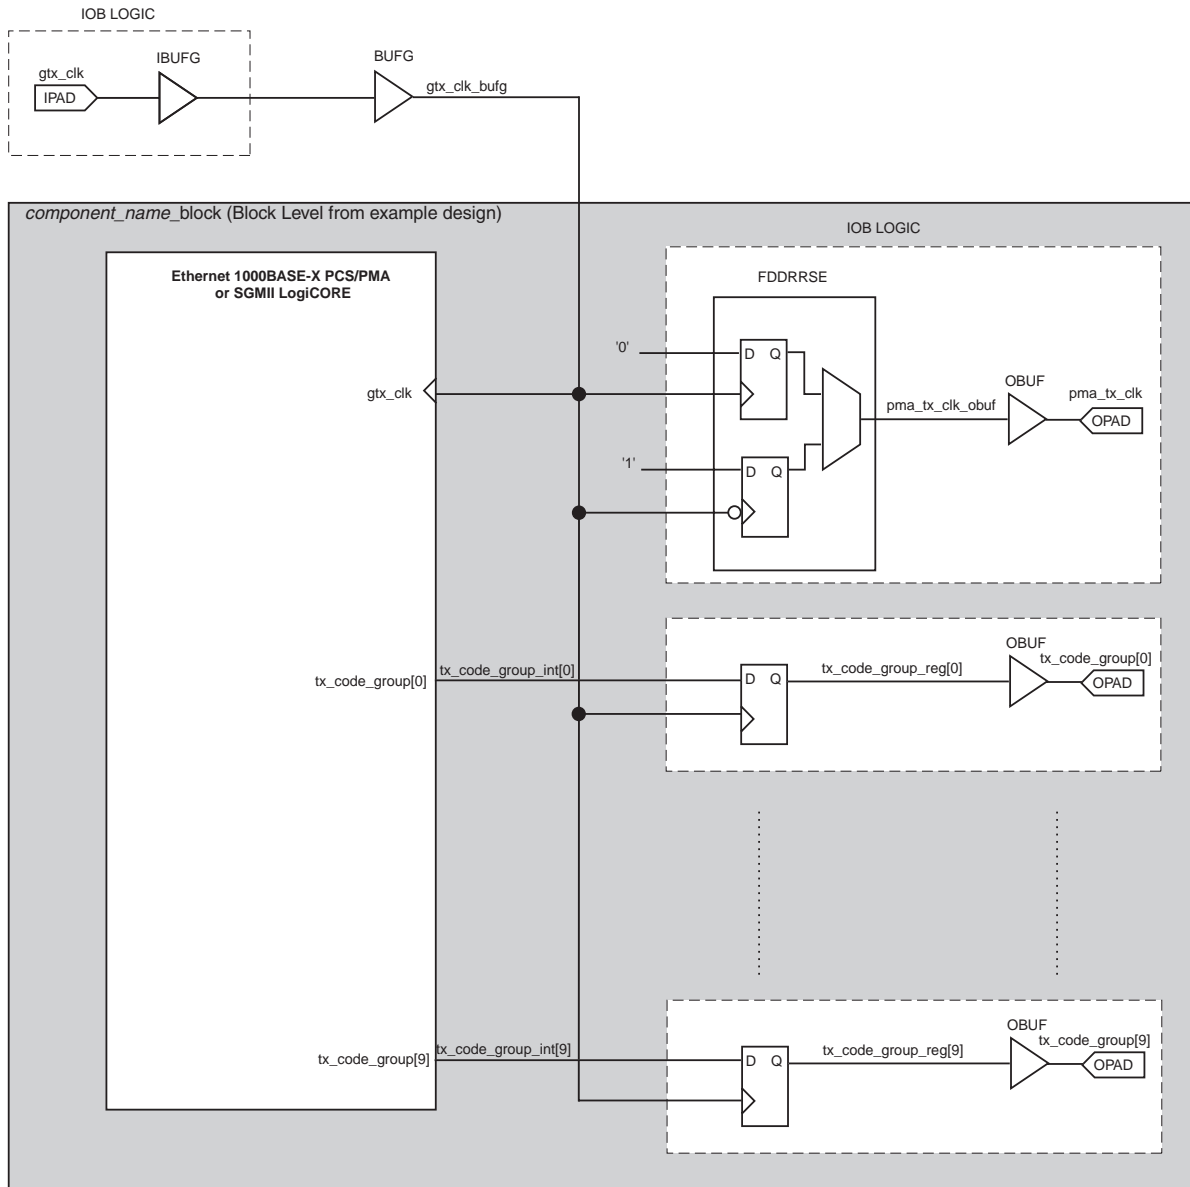 IOB LOGIC
gtx_clk
IPAD
IBUFG
BUFG
gtx_clk_bufg
component_name_block (Block Level from example design)
Ethernet 1000BASE-X PCS/PMA
or SGMII LogiCORE
gtx_clk
IOB LOGIC
FDDRRSE
'0'
D Q
'1'
D Q
pma_tx_clk_obuf
OBUF
pma_tx_clk
OPAD
tx_code_group[0]
tx_code_group_int[0]
D Q
tx_code_group_reg[0]
OBUF
tx_code_group[0]
OPAD
tx_code_group[9]
tx_code_group_int[9]
D Q
tx_code_group_reg[9]
OBUF
tx_code_group[9]
OPAD